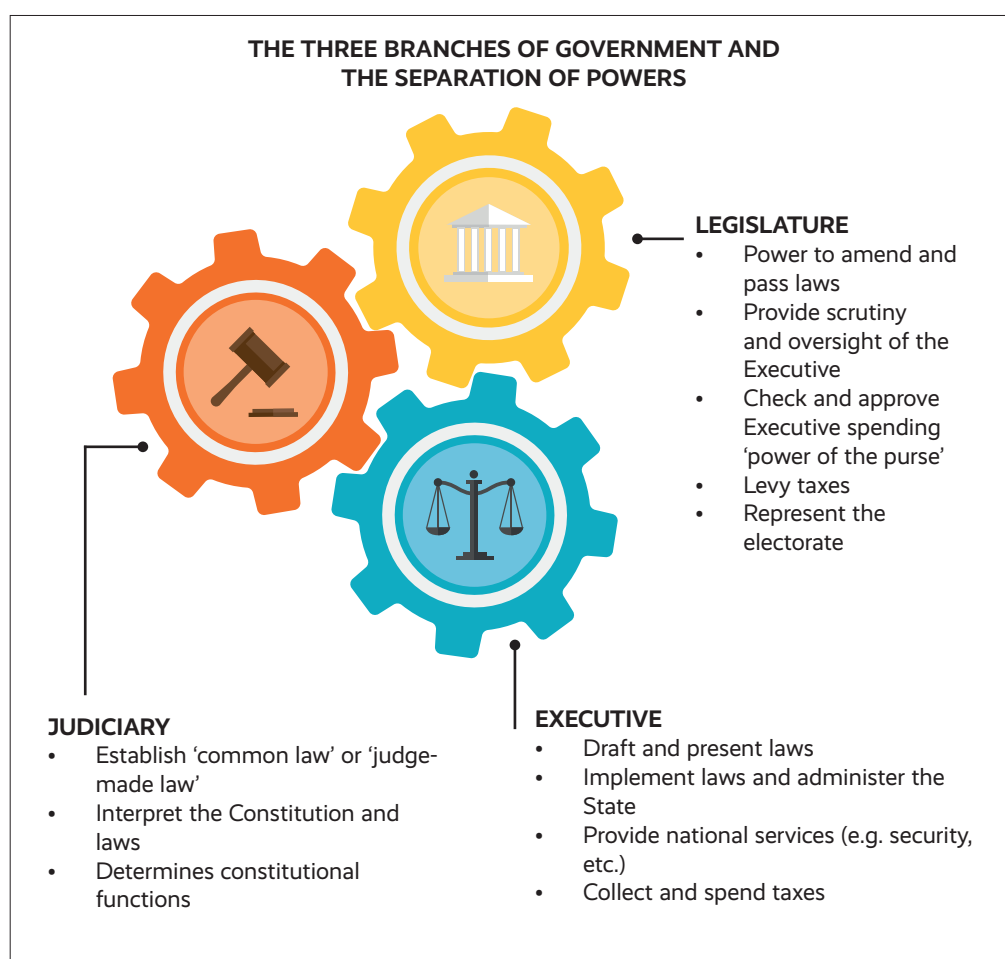 THE THREE BRANCHES OF GOVERNMENT AND
THE SEPARATION OF POWERS
LEGISLATURE
• Power to amend and
pass laws
• Provide scrutiny
and oversight of the
Executive
• Check and approve
Executive spending
‘power of the purse’
• Levy taxes
• Represent the
electorate
JUDICIARY
• Establish ‘common law’ or ‘judge-
made law’
• Interpret the Constitution and
laws
• Determines constitutional
functions
EXECUTIVE
• Draft and present laws
• Implement laws and administer the
State
• Provide national services (e.g. security,
etc.)
• Collect and spend taxes